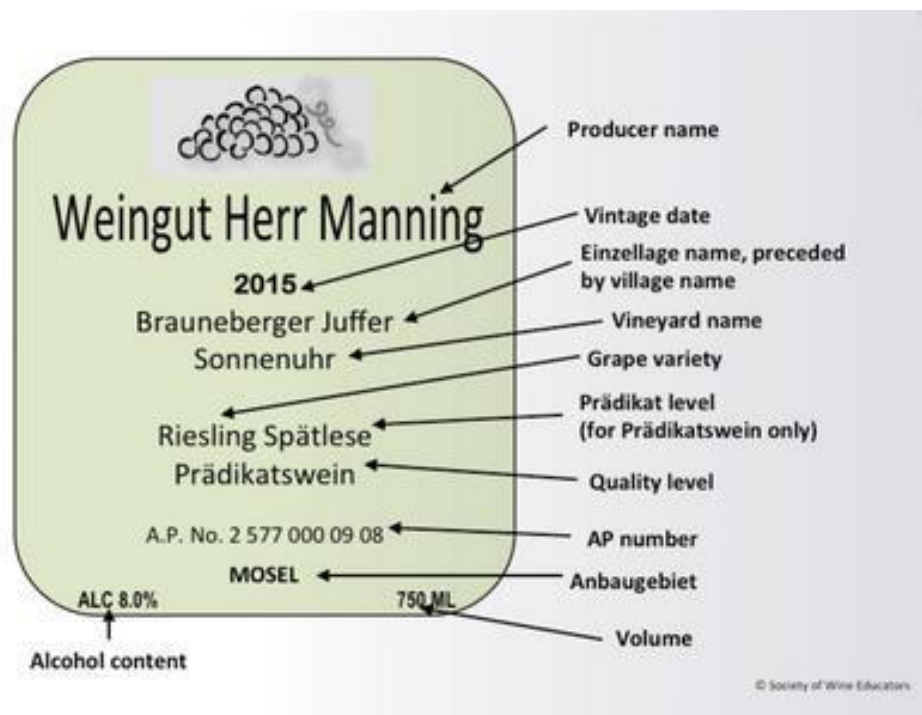 Weingut Herr Manning
2015
Brauneberger Juffer
Sonnenuhr
Riesling Spätlese
Prädikatswein
A.P. No. 2 577 000 09 08
MOSEL
ALC 8.0%
750 ML
Producer name
Vintage date
Einzellage name, preceded
by village name
Vineyard name
Grape variety
Prädikat level
(for Prädikatswein only)
Quality level
AP number
Anbaugebiet
Volume
Alcohol content
© Society of Wine Educators